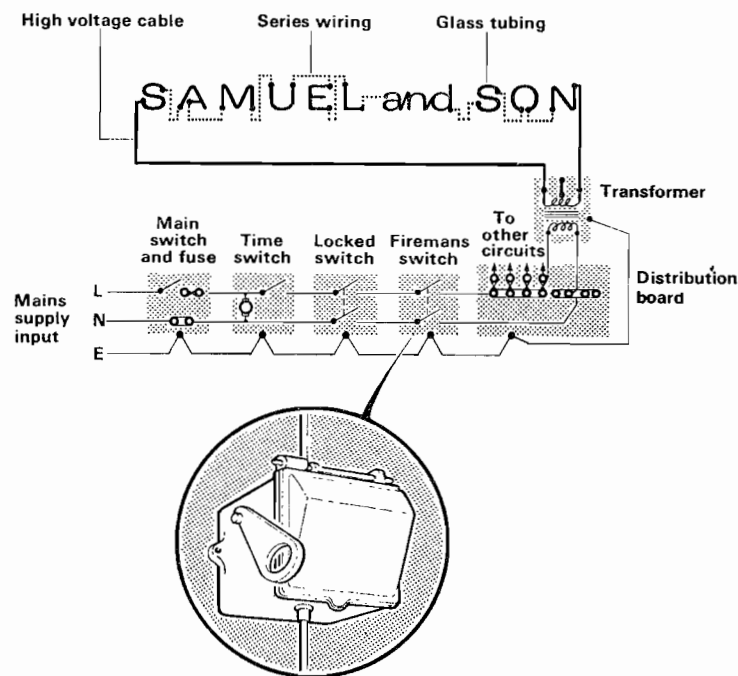 High voltage cable
Series wiring
Glass tubing
SAMUEL and SON
Transformer
Main
switch
and fuse
Time
switch
Locked
switch
Firemans
switch
To
other
circuits
Distribution
board
Mains
supply
input
L
N
E